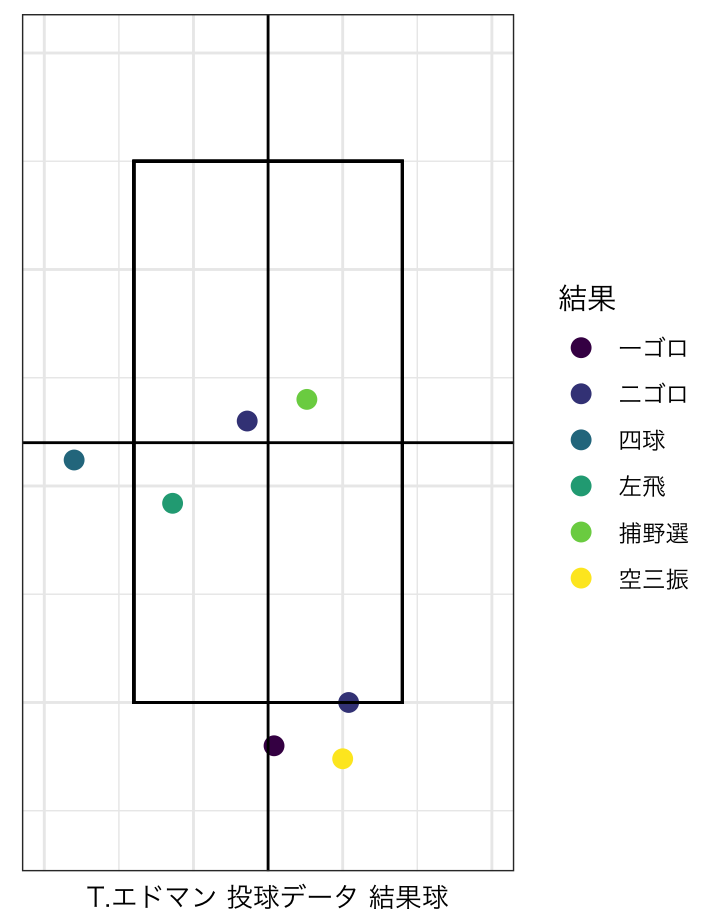 結果
一ゴロ
二ゴロ
四球
左飛
捕野選
空三振
T.エドマン 投球データ 結果球